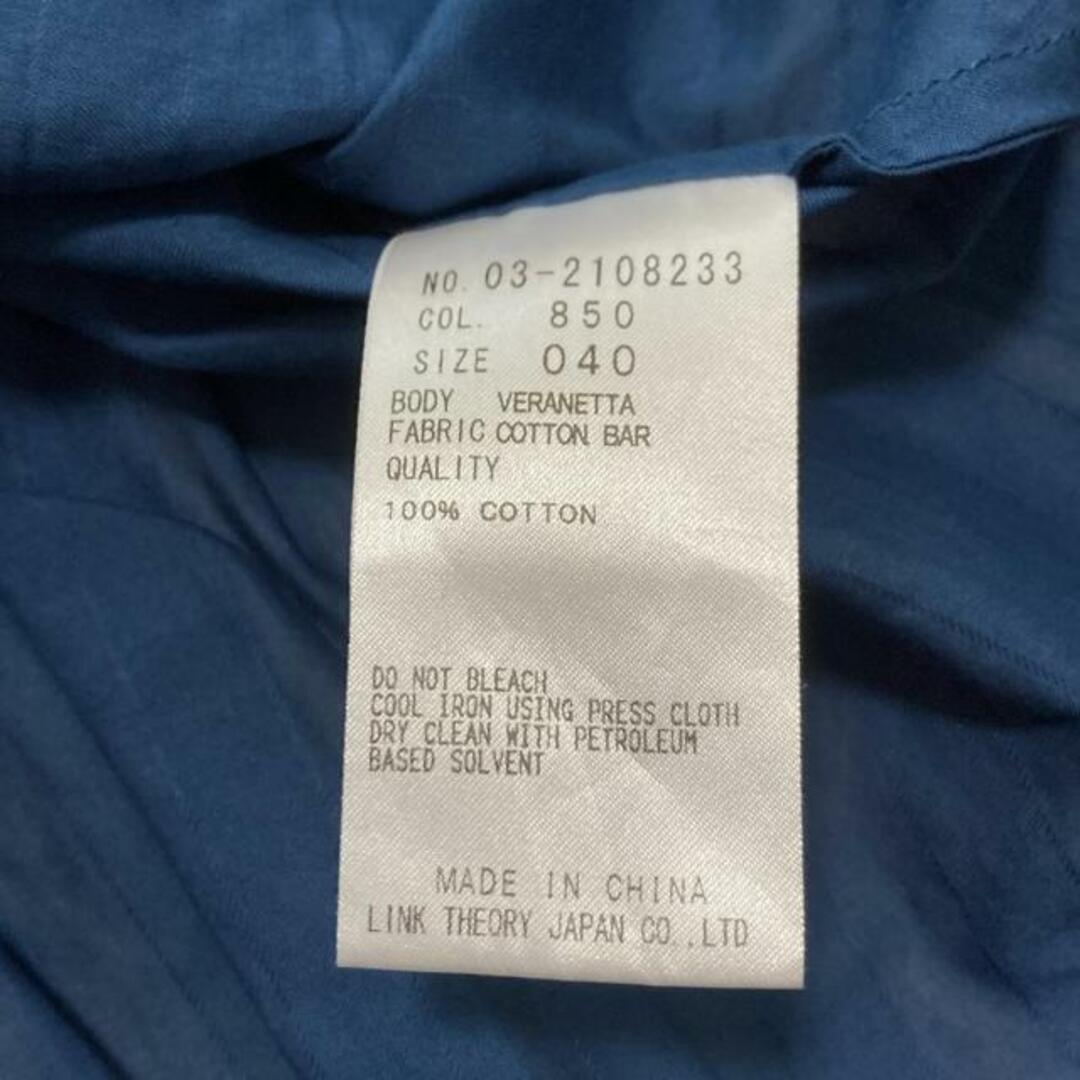 NO. 03-2108233
COL. 850
SIZE 040
BODY VERANETTA
FABRIC COTTON BAR
QUALITY
100% COTTON
DO NOT BLEACH
COOL IRON USING PRESS CLOTH
DRY CLEAN WITH PETROLEUM
BASED SOLVENT
MADE IN CHINA
LINK THEORY JAPAN CO.,LTD